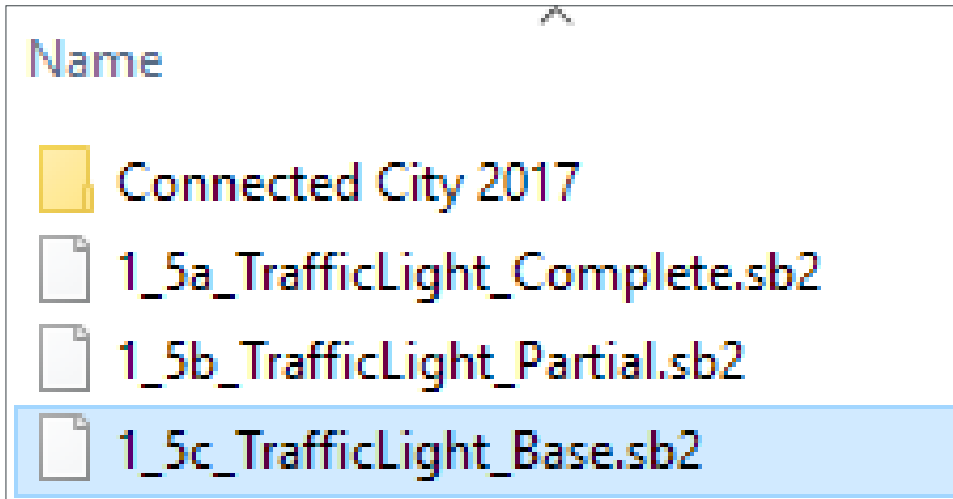 Name
Connected City 2017
1_5a_TrafficLight_Complete.sb2
1_5b_TrafficLight_Partial.sb2
1_5c_TrafficLight_Base.sb2